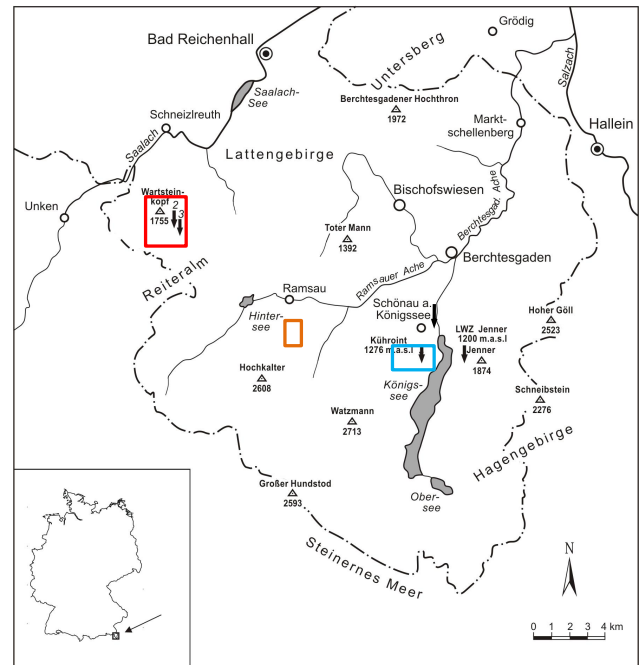 Grödig
Bad Reichenhall
Untersberg
Salzach
Saalach-
See
Berchtesgadener Hochthron
1972
Schneizlreuth
Markt-
schellenberg
Hallein
Saalach
Lattengebirge
Wartstein-
kopf
1755
2
3
Unken
Bischofswiesen
Berchtesgad. Ache
Toter Mann
1392
Berchtesgaden
Reiteralm
Ramsauer Ache
Ramsau
Hinter-
see
Schönau a.
Königssee
Hoher Göll
2523
LWZ Jenner
1200 m.a.s.l
Jenner
1874
Kühroint
1276 m.a.s.l
Hochkalter
2608
Königs-
see
Schneibstein
2276
Watzmann
2713
Hagengebirge
Großer Hundstod
2593
Ober-
see
Steinernes Meer
N
0 1 2 3 4 km